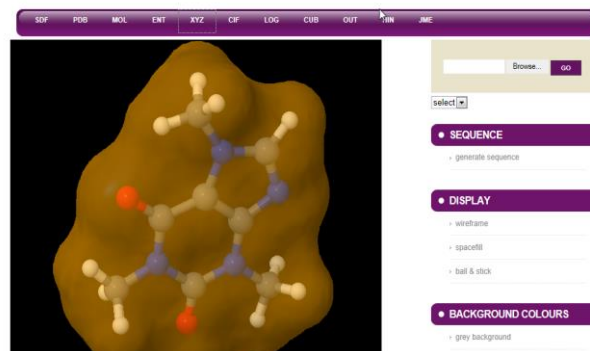 SDF PDB MOL ENT XYZ CIF LOG CUB OUT HIN JME
Browse... GO
select
SEQUENCE
generate sequence
DISPLAY
wireframe
spacefill
ball & stick
BACKGROUND COLOURS
grey background